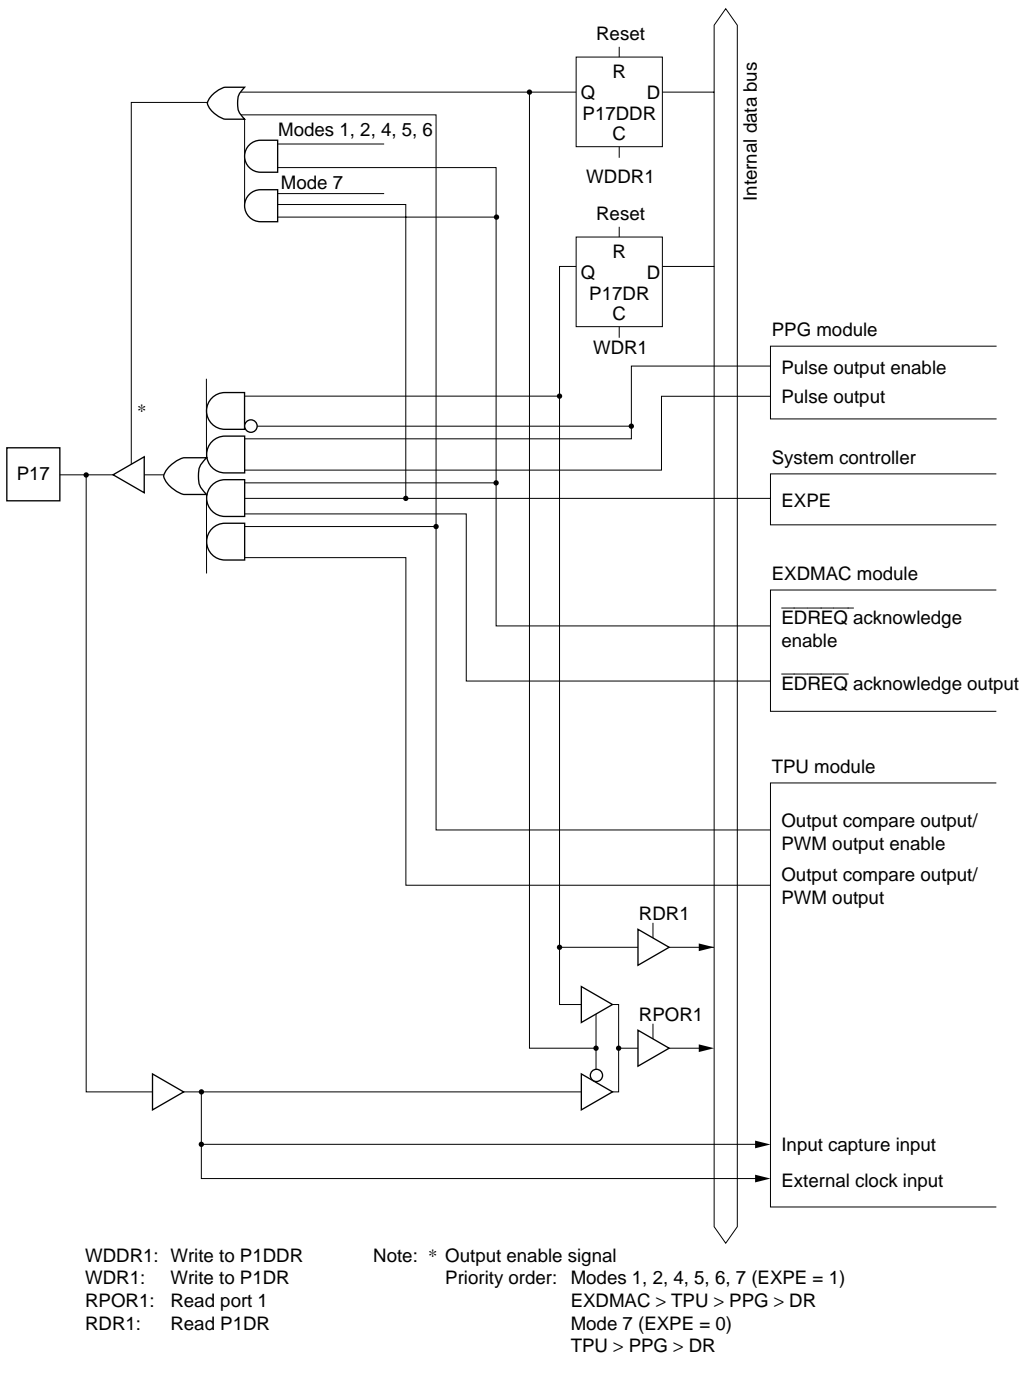 Reset
R
Q D
P17DDR
C
WDDR1
Internal data bus
Modes 1, 2, 4, 5, 6
Mode 7
Reset
R
Q D
P17DR
C
WDR1
PPG module
Pulse output enable
Pulse output
*
P17
System controller
EXPE
EXDMAC module
EDREQ acknowledge
enable
EDREQ acknowledge output
TPU module
Output compare output/
PWM output enable
Output compare output/
PWM output
RDR1
RPOR1
Input capture input
External clock input
WDDR1: Write to P1DDR
WDR1: Write to P1DR
RPOR1: Read port 1
RDR1: Read P1DR
Note: * Output enable signal
Priority order: Modes 1, 2, 4, 5, 6, 7 (EXPE = 1)
EXDMAC > TPU > PPG > DR
Mode 7 (EXPE = 0)
TPU > PPG > DR